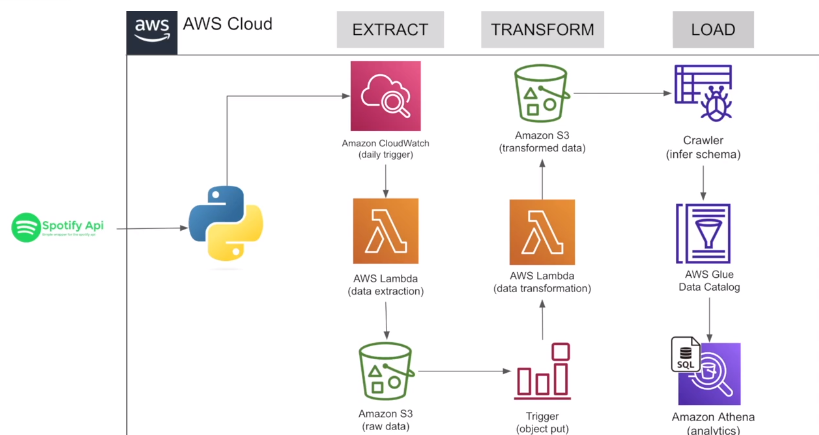 aws
AWS Cloud
EXTRACT
TRANSFORM
LOAD
Amazon CloudWatch
(daily trigger)
Amazon S3
(transformed data)
Crawler
(infer schema)
Spotify Api
AWS Lambda
(data extraction)
AWS Lambda
(data transformation)
AWS Glue
Data Catalog
Amazon S3
(raw data)
Trigger
(object put)
SQL
Amazon Athena
(analytics)